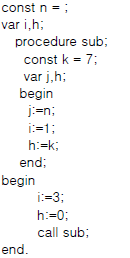 const n = ;
var i,h;
procedure sub;
const k = 7;
var j,h;
begin
j:=n;
i:=1;
h:=k;
end;
begin
i:=3;
h:=0;
call sub;
end.